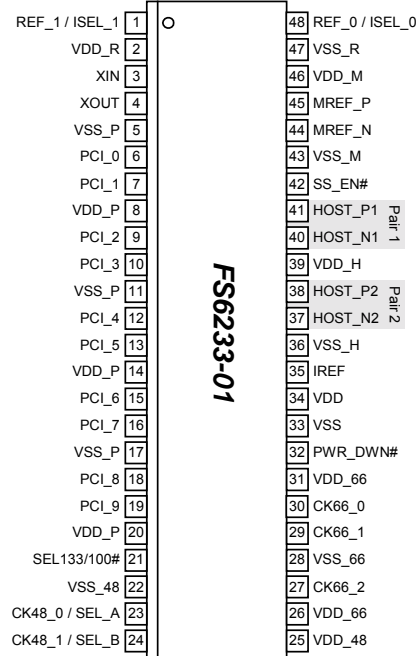 REF_1 / ISEL_1 1
VDD_R 2
XIN 3
XOUT 4
VSS_P 5
PCI_0 6
PCI_1 7
VDD_P 8
PCI_2 9
PCI_3 10
VSS_P 11
PCI_4 12
PCI_5 13
VDD_P 14
PCI_6 15
PCI_7 16
VSS_P 17
PCI_8 18
PCI_9 19
VDD_P 20
SEL133/100# 21
VSS_48 22
CK48_0 / SEL_A 23
CK48_1 / SEL_B 24
FS6233-01
48 REF_0 / ISEL_0
47 VSS_R
46 VDD_M
45 MREF_P
44 MREF_N
43 VSS_M
42 SS_EN#
41 HOST_P1
40 HOST_N1
Pair 1
39 VDD_H
38 HOST_P2
37 HOST_N2
Pair 2
36 VSS_H
35 IREF
34 VDD
33 VSS
32 PWR_DWN#
31 VDD_66
30 CK66_0
29 CK66_1
28 VSS_66
27 CK66_2
26 VDD_66
25 VDD_48